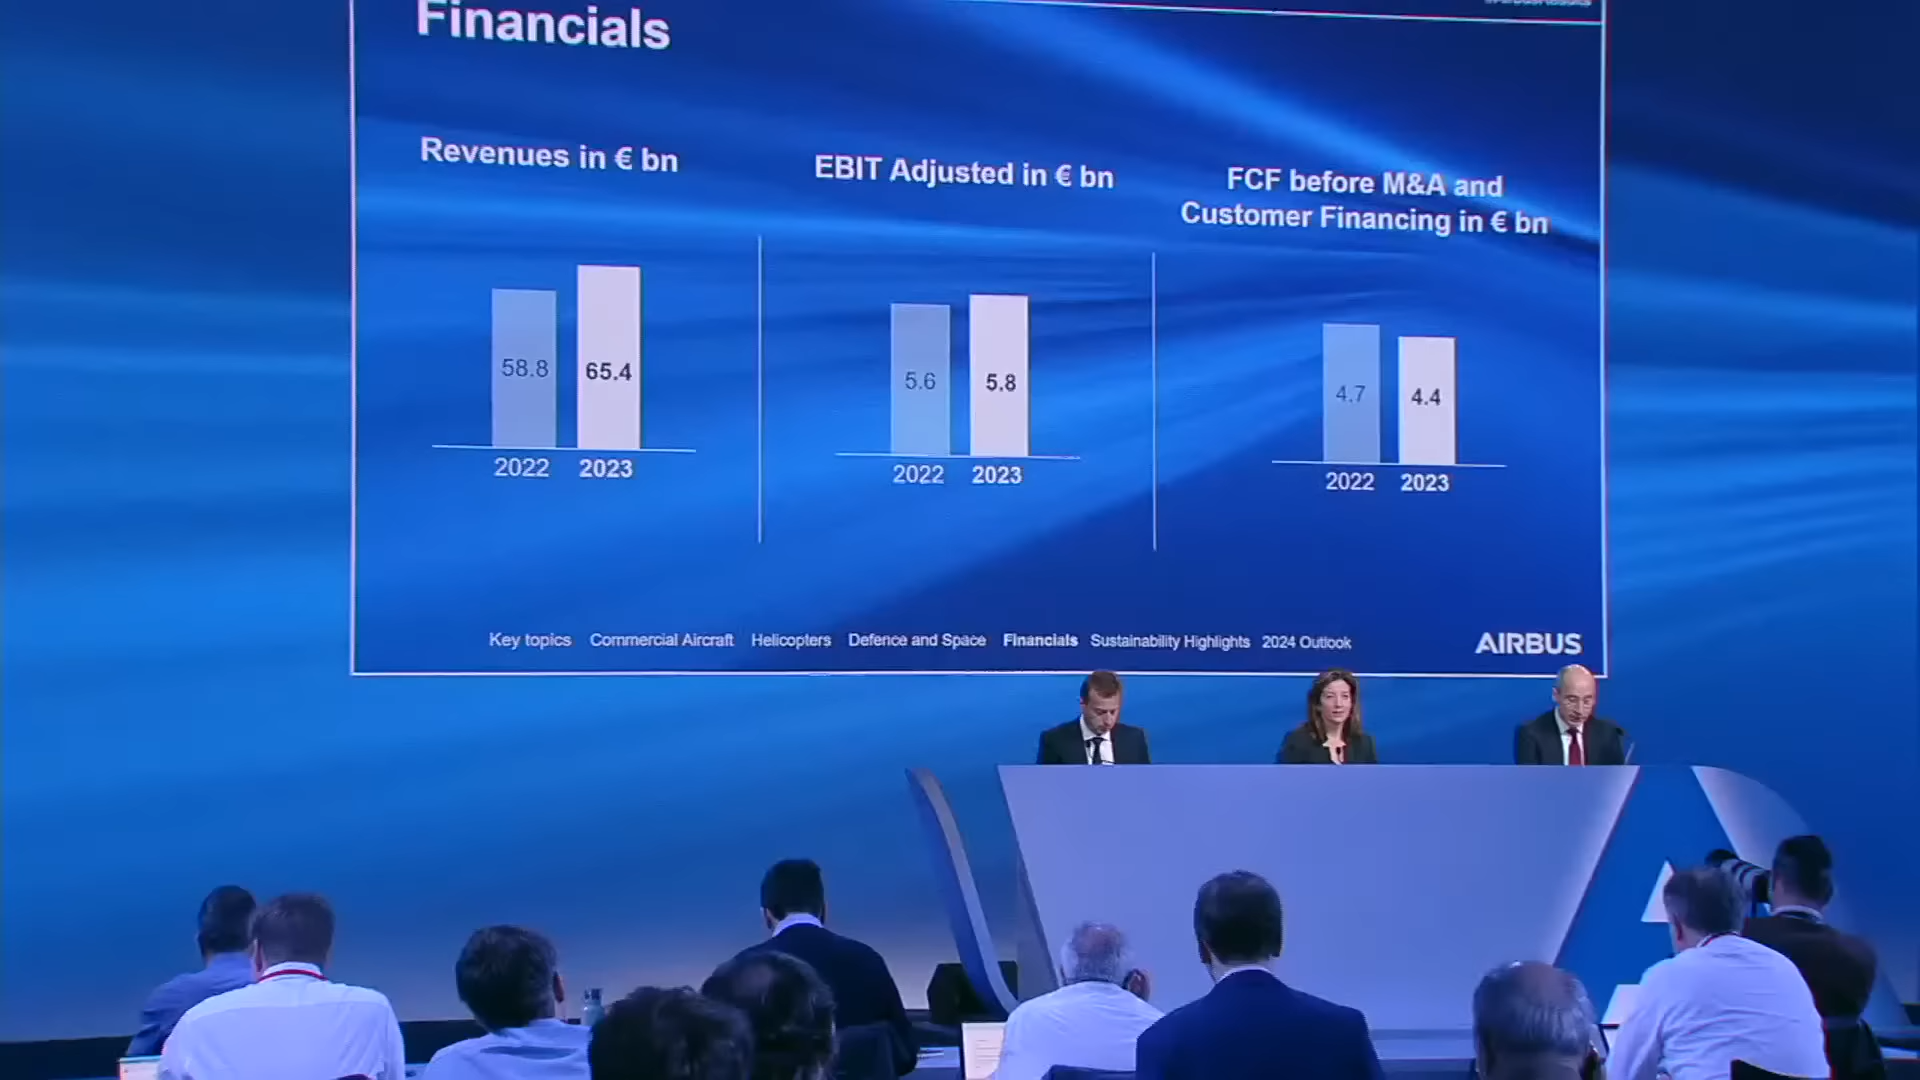 Financials
Revenues in € bn
58.8
65.4
2022
2023
EBIT Adjusted in € bn
5.6
5.8
2022
2023
FCF before M&A and
Customer Financing in € bn
4.7
4.4
2022
2023
Key topics Commercial Aircraft Helicopters Defence and Space Financials Sustainability Highlights 2024 Outlook
AIRBUS